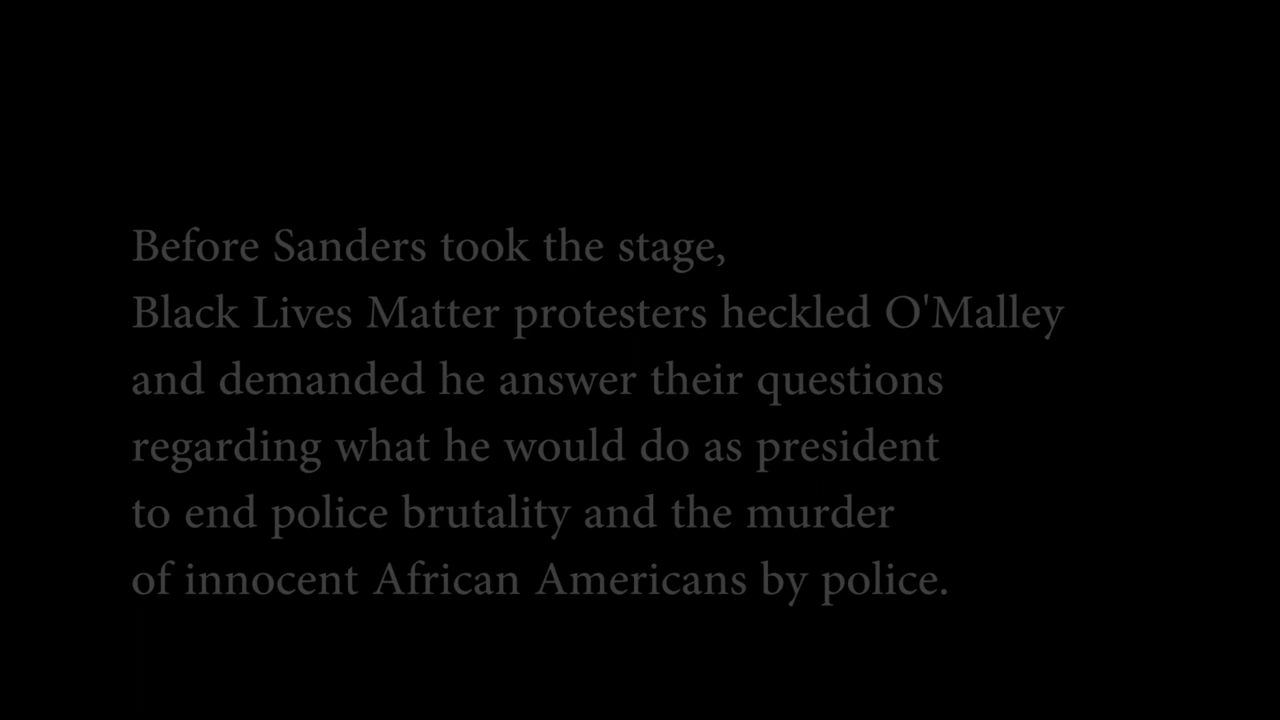 Before Sanders took the stage,
Black Lives Matter protesters heckled O'Malley
and demanded he answer their questions
regarding what he would do as president
to end police brutality and the murder
of innocent African Americans by police.